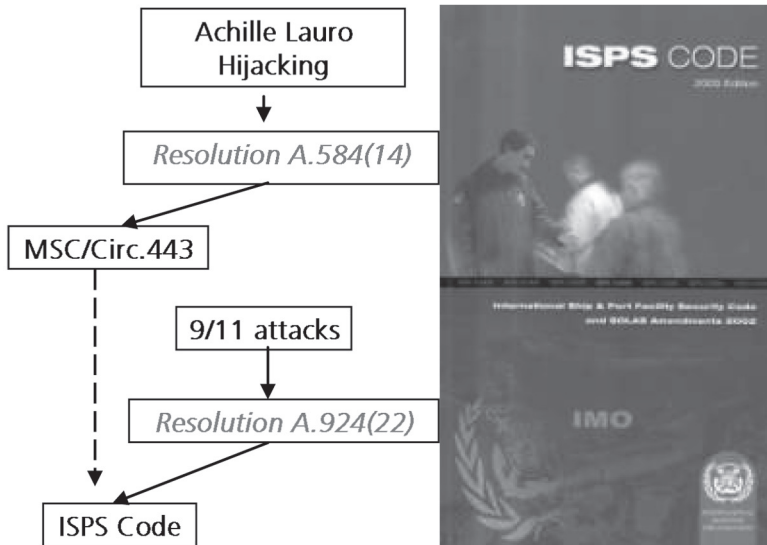 Achille Lauro
Hijacking
Resolution A.584(14)
MSC/Circ.443
9/11 attacks
Resolution A.924(22)
ISPS Code
ISPS CODE
Edition
International Ship & Port Facility Security Code
and SOLAS Amendments 2002
IMO